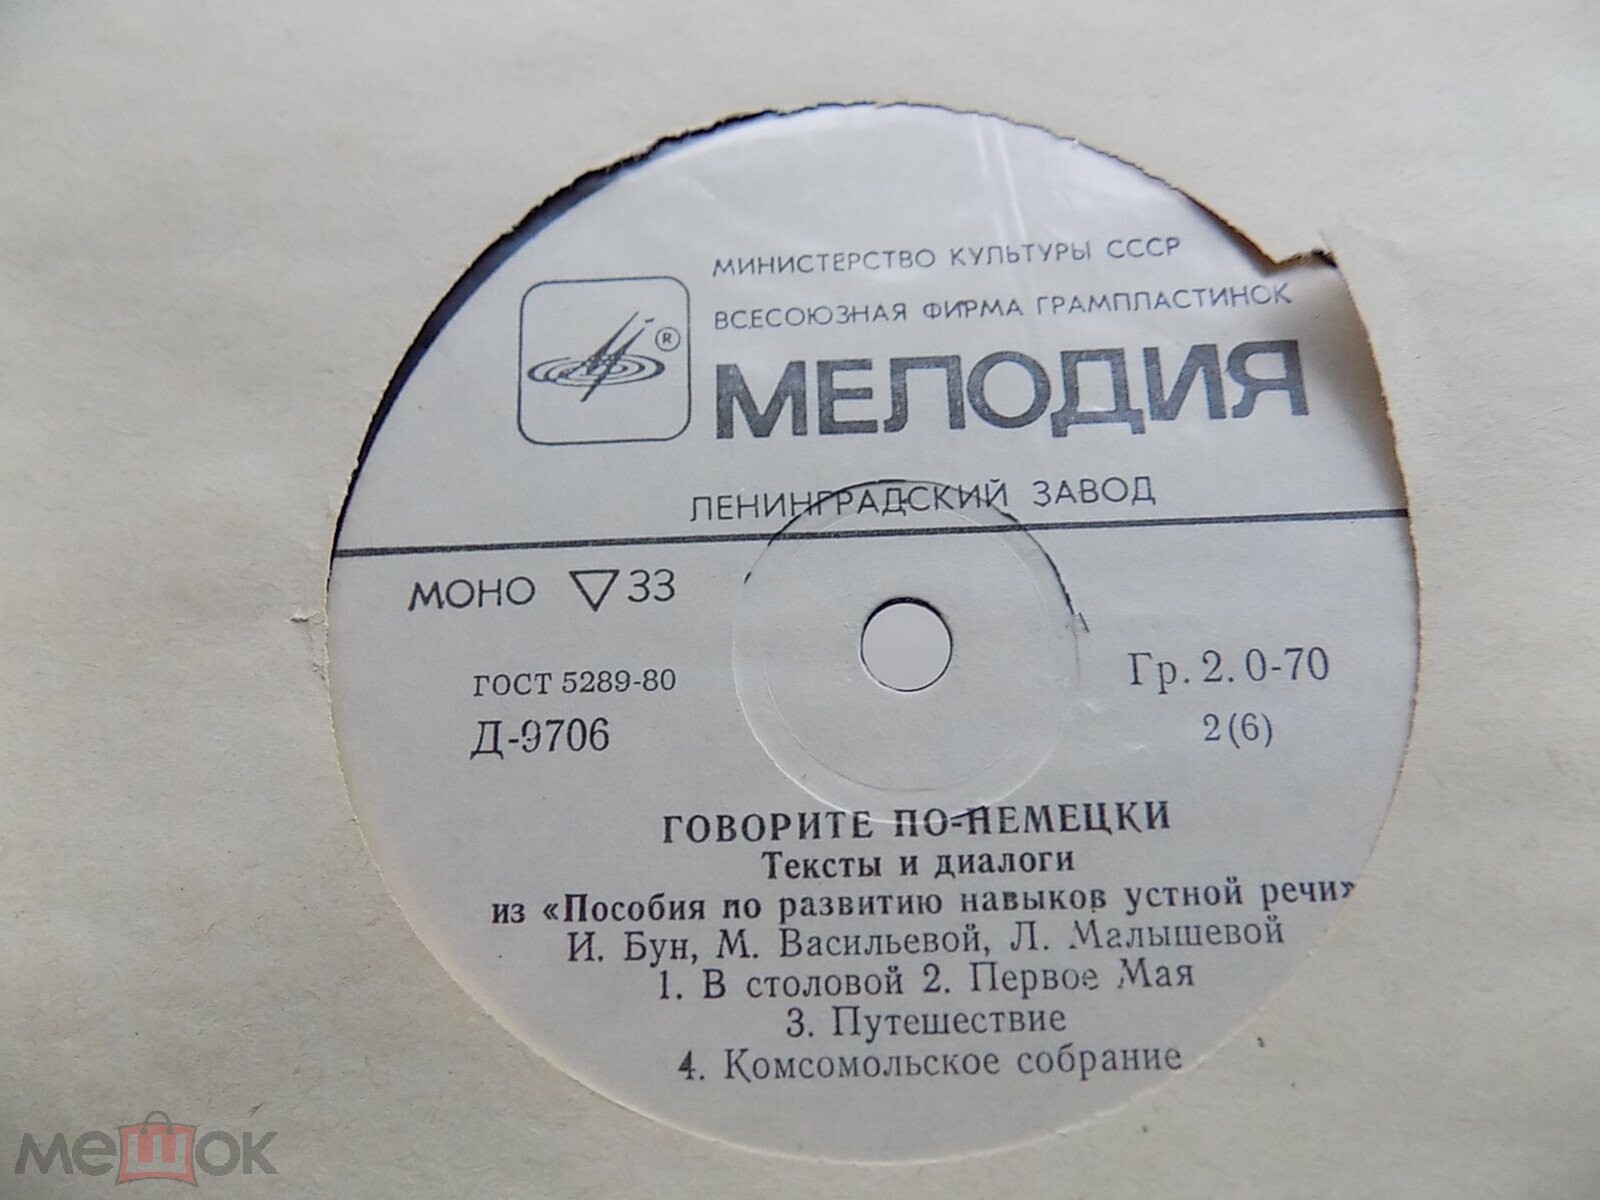 МИНИСТЕРСТВО КУЛЬТУРЫ СССР
ВСЕСОЮЗНАЯ ФИРМА ГРАМПЛАСТИНОК
®
МЕЛОДИЯ
ЛЕНИНГРАДСКИЙ ЗАВОД
МОНО ▽33
ГОСТ 5289-80
Гр. 2. 0-70
Д-9706
2(6)
ГОВОРИТЕ ПО-НЕМЕЦКИ
Тексты и диалоги
из «Пособия по развитию навыков устной речи»
И. Бун, М. Васильевой, Л. Малышевой
1. В столовой 2. Первое Мая
3. Путешествие
4. Комсомольское собрание
мешок